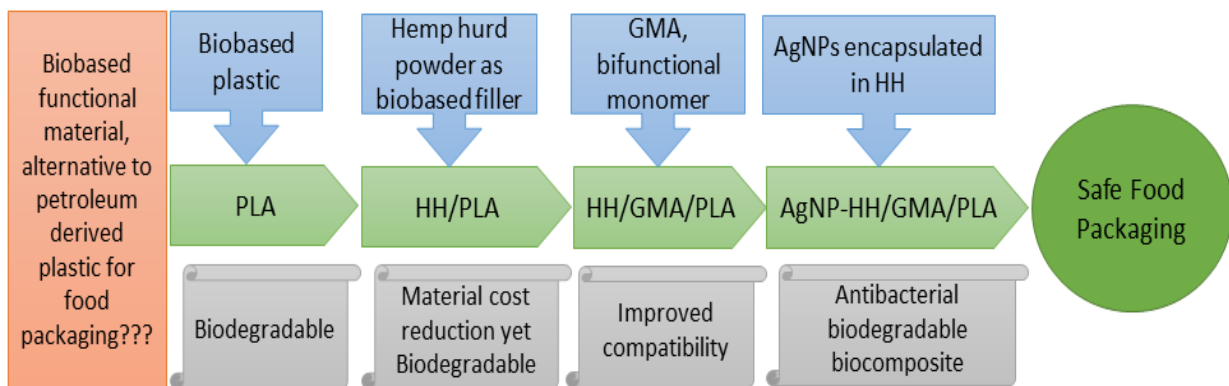 Biobased
functional
material,
alternative to
petroleum
derived
plastic for
food
packaging???
Biobased
plastic
Hemp hurd
powder as
biobased filler
GMA,
bifunctional
monomer
AgNPs encapsulated
in HH
PLA
HH/PLA
HH/GMA/PLA
AgNP-HH/GMA/PLA
Safe Food
Packaging
Biodegradable
Material cost
reduction yet
Biodegradable
Improved
compatibility
Antibacterial
biodegradable
biocomposite